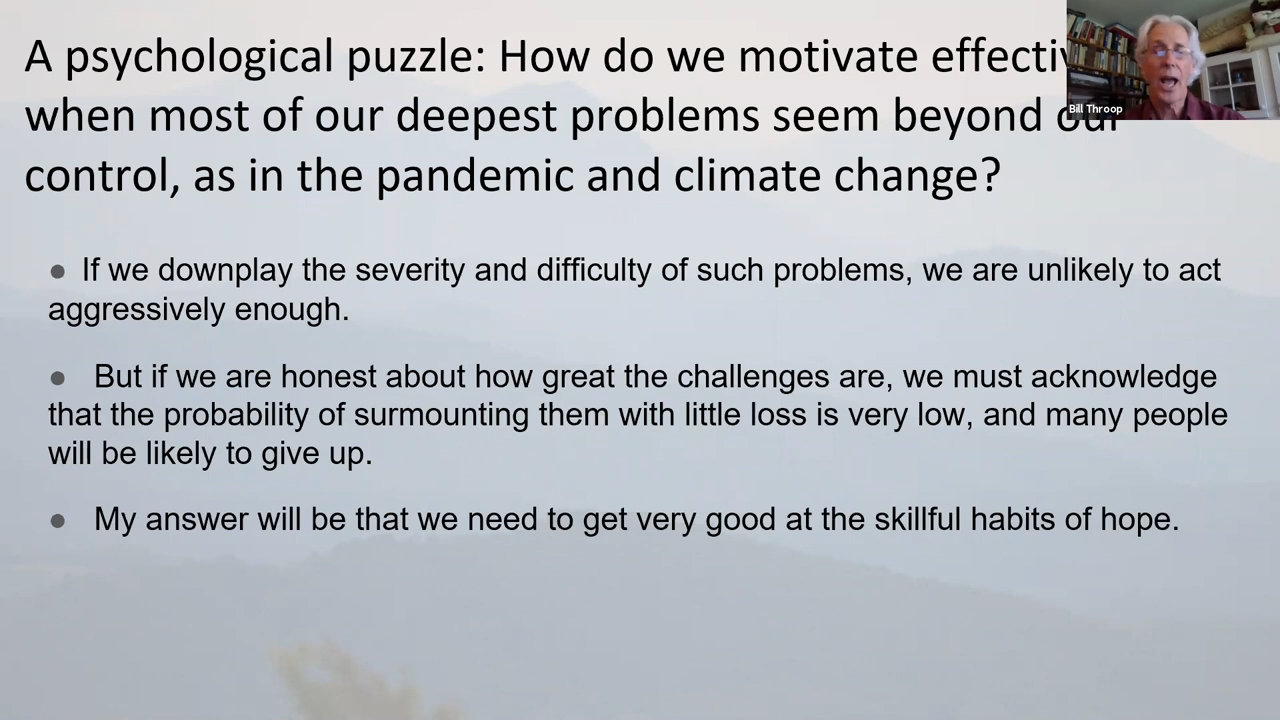 A psychological puzzle: How do we motivate
when most of our deepest problems seem beyond our
control, as in the pandemic and climate change?
Bill Throop
● If we downplay the severity and difficulty of such problems, we are unlikely to act
aggressively enough.
● But if we are honest about how great the challenges are, we must acknowledge
that the probability of surmounting them with little loss is very low, and many people
will be likely to give up.
● My answer will be that we need to get very good at the skillful habits of hope.